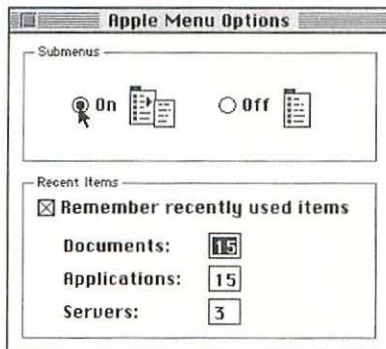 Apple Menu Options
Submenus
On
Off
Recent Items
Remember recently used items
Documents: 15
Applications: 15
Servers: 3